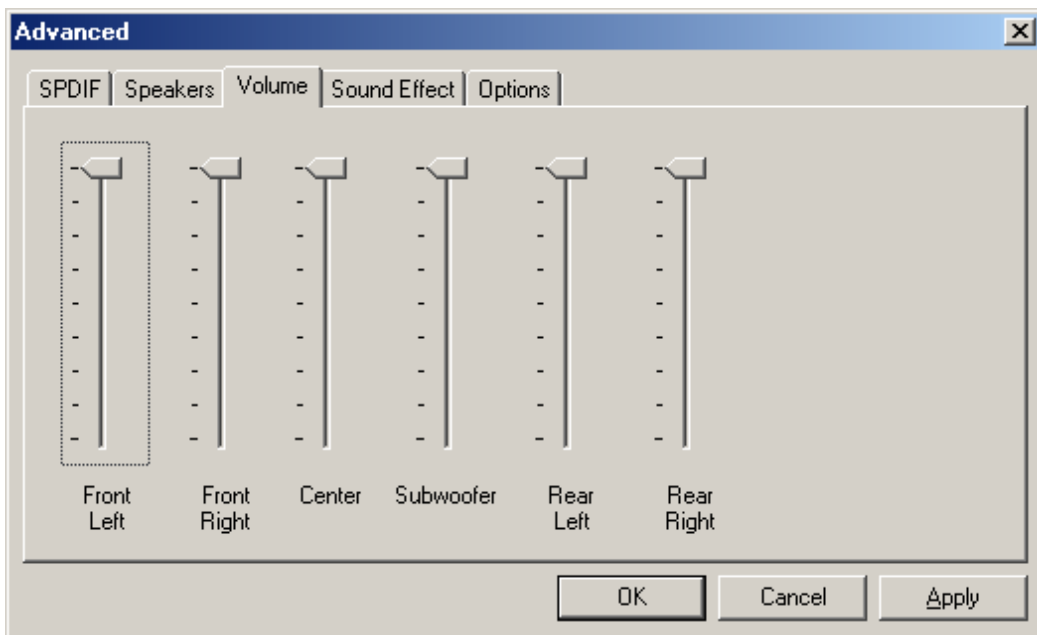 Advanced
SPDIF Speakers Volume Sound Effect Options
Front Left
Front Right
Center
Subwoofer
Rear Left
Rear Right
OK Cancel Apply